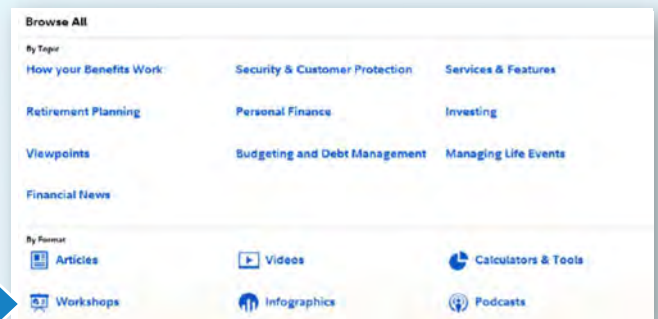 Browse All
By Topic
How your Benefits Work Security & Customer Protection Services & Features
Retirement Planning Personal Finance Investing
Viewpoints Budgeting and Debt Management Managing Life Events
Financial News
By Format
Articles Videos Calculators & Tools
Workshops Infographics Podcasts